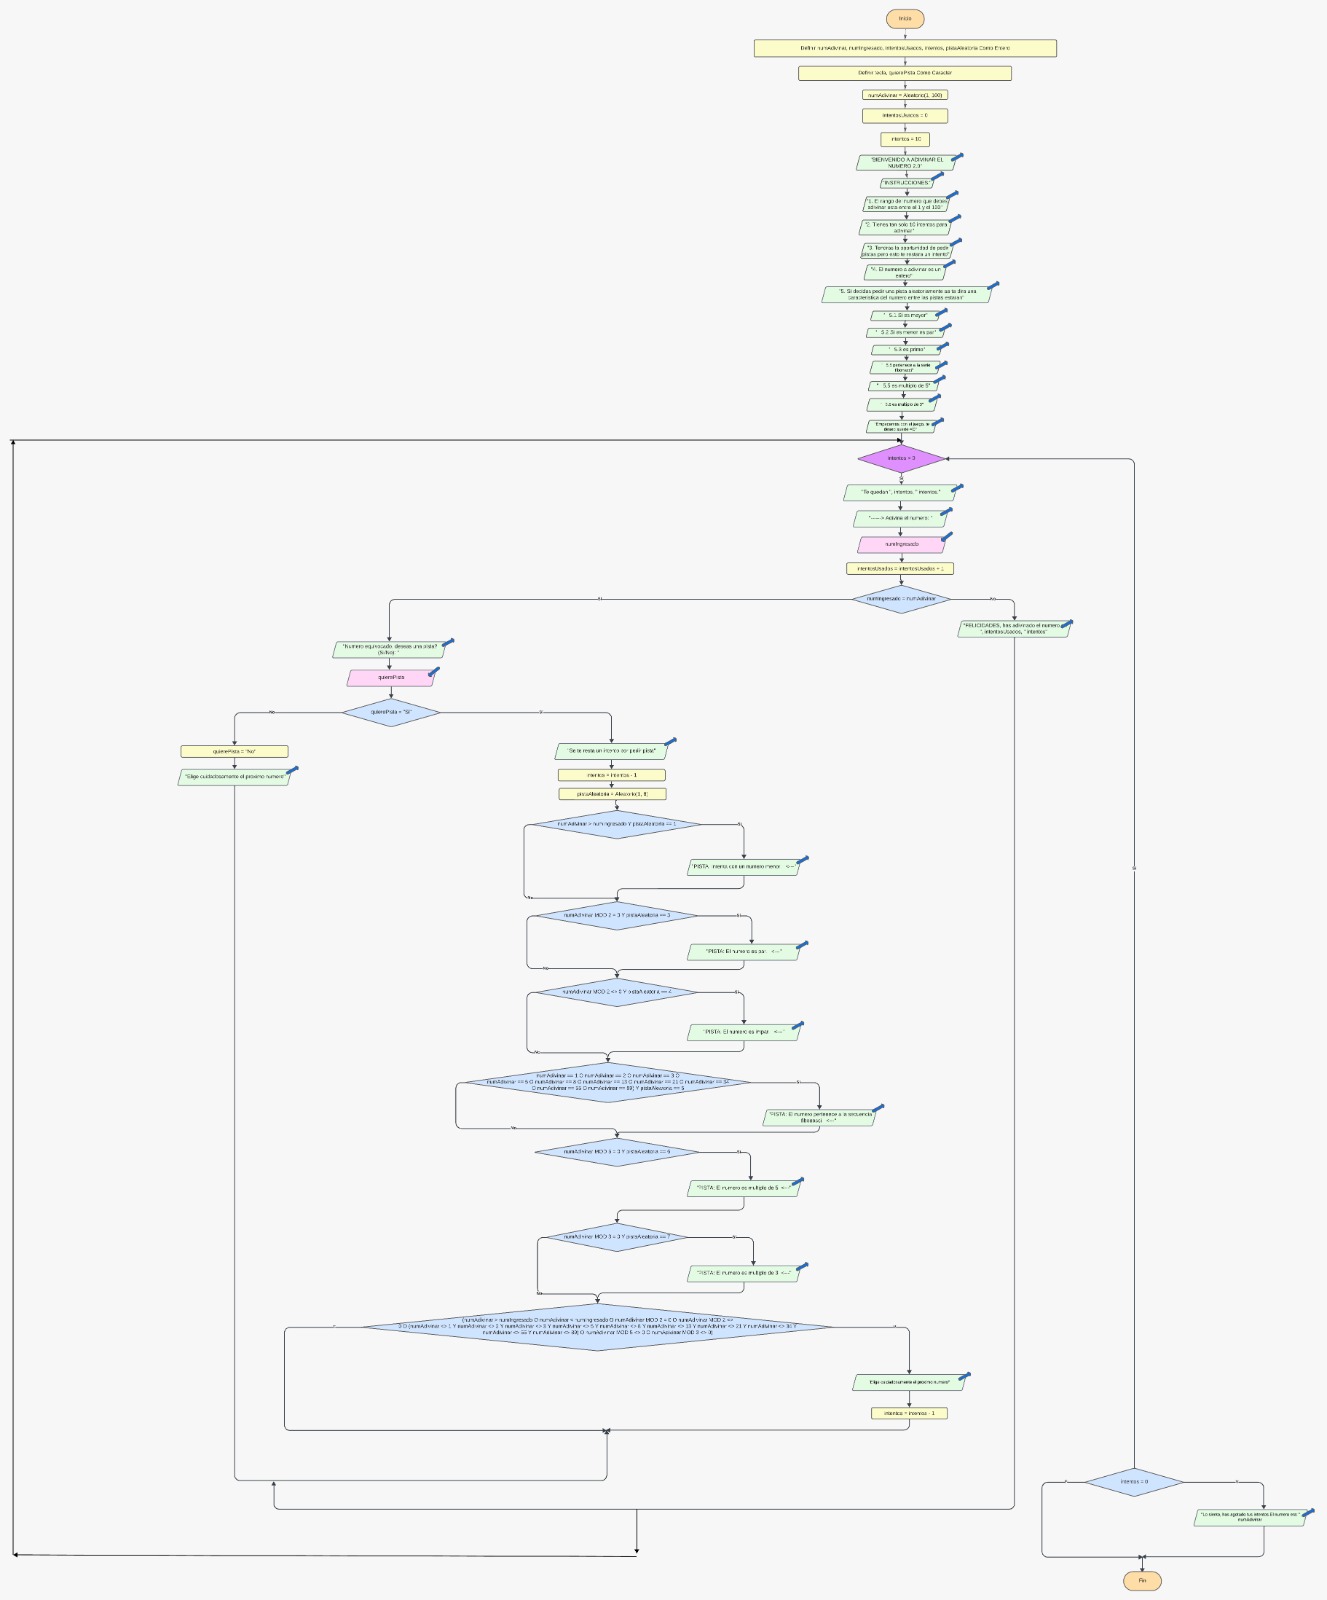 Inicio
Definir numAdivinar, numIngresado, intentosUsados, intentos, pistaAleatoria Como Entero
Definir tecla, quierePista Como Caracter
numAdivinar = Aleatorio(1, 100)
intentosUsados = 0
intentos = 10
"BIENVENIDO A ADIVINAR EL
NUMERO 2.0"
"INSTRUCCIONES:"
"1. El rango del numero que debes
adivinar esta entre el 1 y el 100"
"2. Tienes tan solo 10 intentos para
adivinar"
"3. Tendras la oportunidad de pedir
pistas pero esto te restara un intento"
"4. El numero a adivinar es un
entero"
"5. Si decides pedir una pista aleatoriamente se te dira una
caracteristica del numero entre las pistas estaran"
" 5.1 Si es mayor"
" 5.2 Si es menor es par"
" 5.3 es primo"
fibonacci"
" 5.5 es multiplo de 5"
intentos > 0
Si
"Te quedan ", intentos, " intentos."
"-----> Adivina el numero: "
numIngresado
intentosUsados = intentosUsados + 1
numIngresado = numAdivinar
Si
No
"FELICIDADES, has adivinado el numero
", intentosUsados, " intentos"
"Numero equivocado, deseas una pista?
(Si/No): "
quierePista
quierePista = "Si"
No
quierePista = "No"
"Se te resta un intento por pedir pista"
"Elige cuidadosamente el proximo numero"
intentos = intentos - 1
pistaAleatoria = Aleatorio(1, 8)
numAdivinar > numIngresado Y pistaAleatoria == 1
Si
"PISTA: Intenta con un numero menor. <---"
No
numAdivinar MOD 2 = 0 Y pistaAleatoria == 3
Si
"PISTA: El numero es par. <---"
No
numAdivinar MOD 2 <> 0 Y pistaAleatoria == 4
Si
"PISTA: El numero es impar. <---"
No
numAdivinar == 1 O numAdivinar == 2 O numAdivinar == 3 O
numAdivinar == 5 O numAdivinar == 8 O numAdivinar == 13 O numAdivinar == 21 O numAdivinar == 34
O numAdivinar == 55 O numAdivinar == 89) Y pistaAleatoria == 5
Si
"PISTA: El numero pertenece a la secuencia
fibonacci <---"
No
numAdivinar MOD 5 = 0 Y pistaAleatoria == 6
Si
"PISTA: El numero es multiplo de 5 <---"
numAdivinar MOD 3 = 0 Y pistaAleatoria == 7
Si
"PISTA: El numero es multiplo de 3 <---"
No
(numAdivinar > numIngresado O numAdivinar < numIngresado O numAdivinar MOD 2 = 0 O numAdivinar MOD 2 <>
0 O (numAdivinar <> 1 Y numAdivinar <> 2 Y numAdivinar <> 3 Y numAdivinar <> 5 Y numAdivinar <> 8 Y numAdivinar <> 13 Y numAdivinar <> 21 Y numAdivinar <> 34 Y
numAdivinar <> 55 Y numAdivinar <> 89) O numAdivinar MOD 5 <> 0 O numAdivinar MOD 3 <> 0)
Elige cuidadosamente el proximo numero"
intentos = intentos - 1
intentos = 0
"Lo siento, has agotado tus intentos. El numero era: "
numAdivinar
Fin